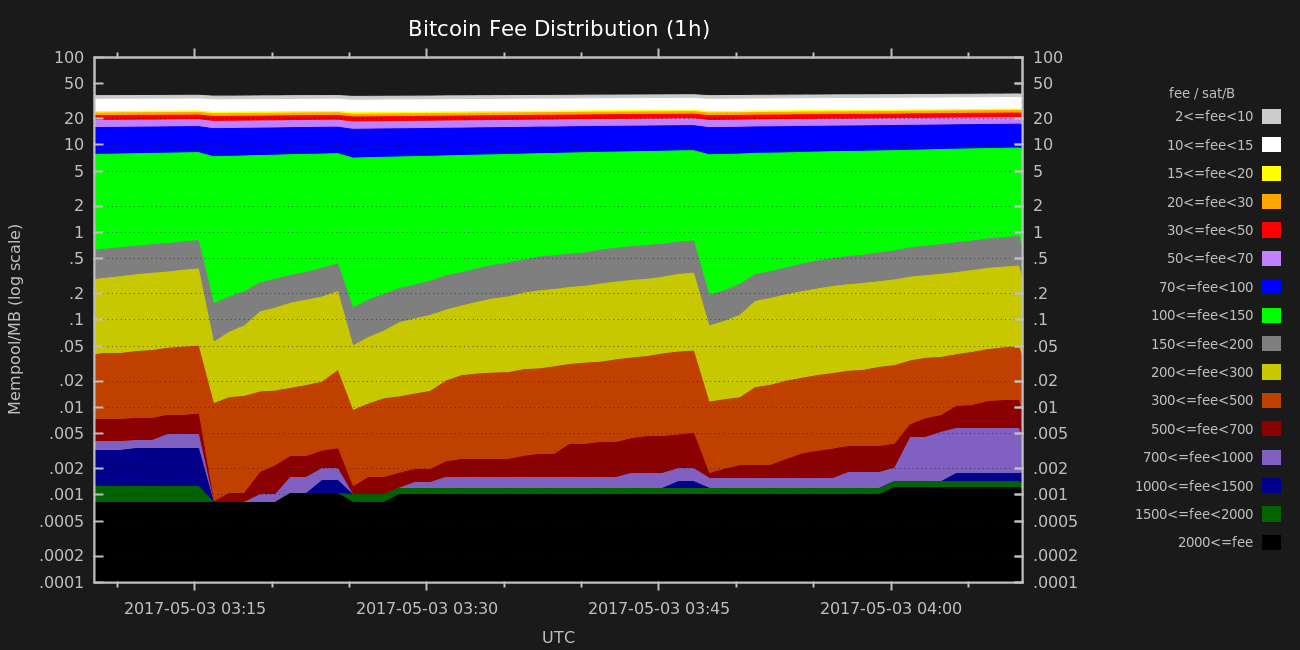 Bitcoin Fee Distribution (1h)
Mempool/MB (log scale)
100
50
20
10
5
2
1
.5
.2
.1
.05
.02
.01
.005
.002
.001
.0005
.0002
.0001
100
50
20
10
5
2
1
.5
.2
.1
.05
.02
.01
.005
.002
.001
.0005
.0002
.0001
2017-05-03 03:15
2017-05-03 03:30
2017-05-03 03:45
2017-05-03 04:00
UTC
fee / sat/B
2<=fee<10
10<=fee<15
15<=fee<20
20<=fee<30
30<=fee<50
50<=fee<70
70<=fee<100
100<=fee<150
150<=fee<200
200<=fee<300
300<=fee<500
500<=fee<700
700<=fee<1000
1000<=fee<1500
1500<=fee<2000
2000<=fee